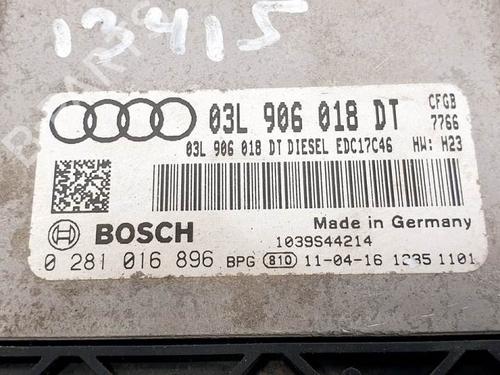 13415
03L 906 018 DT CFGB
7766
03L 906 018 DT DIESEL EDC17C46 HW: H23
BOSCH Made in Germany
1039S44214
0 281 016 896 BPG 810 11-04-16 1335 1101